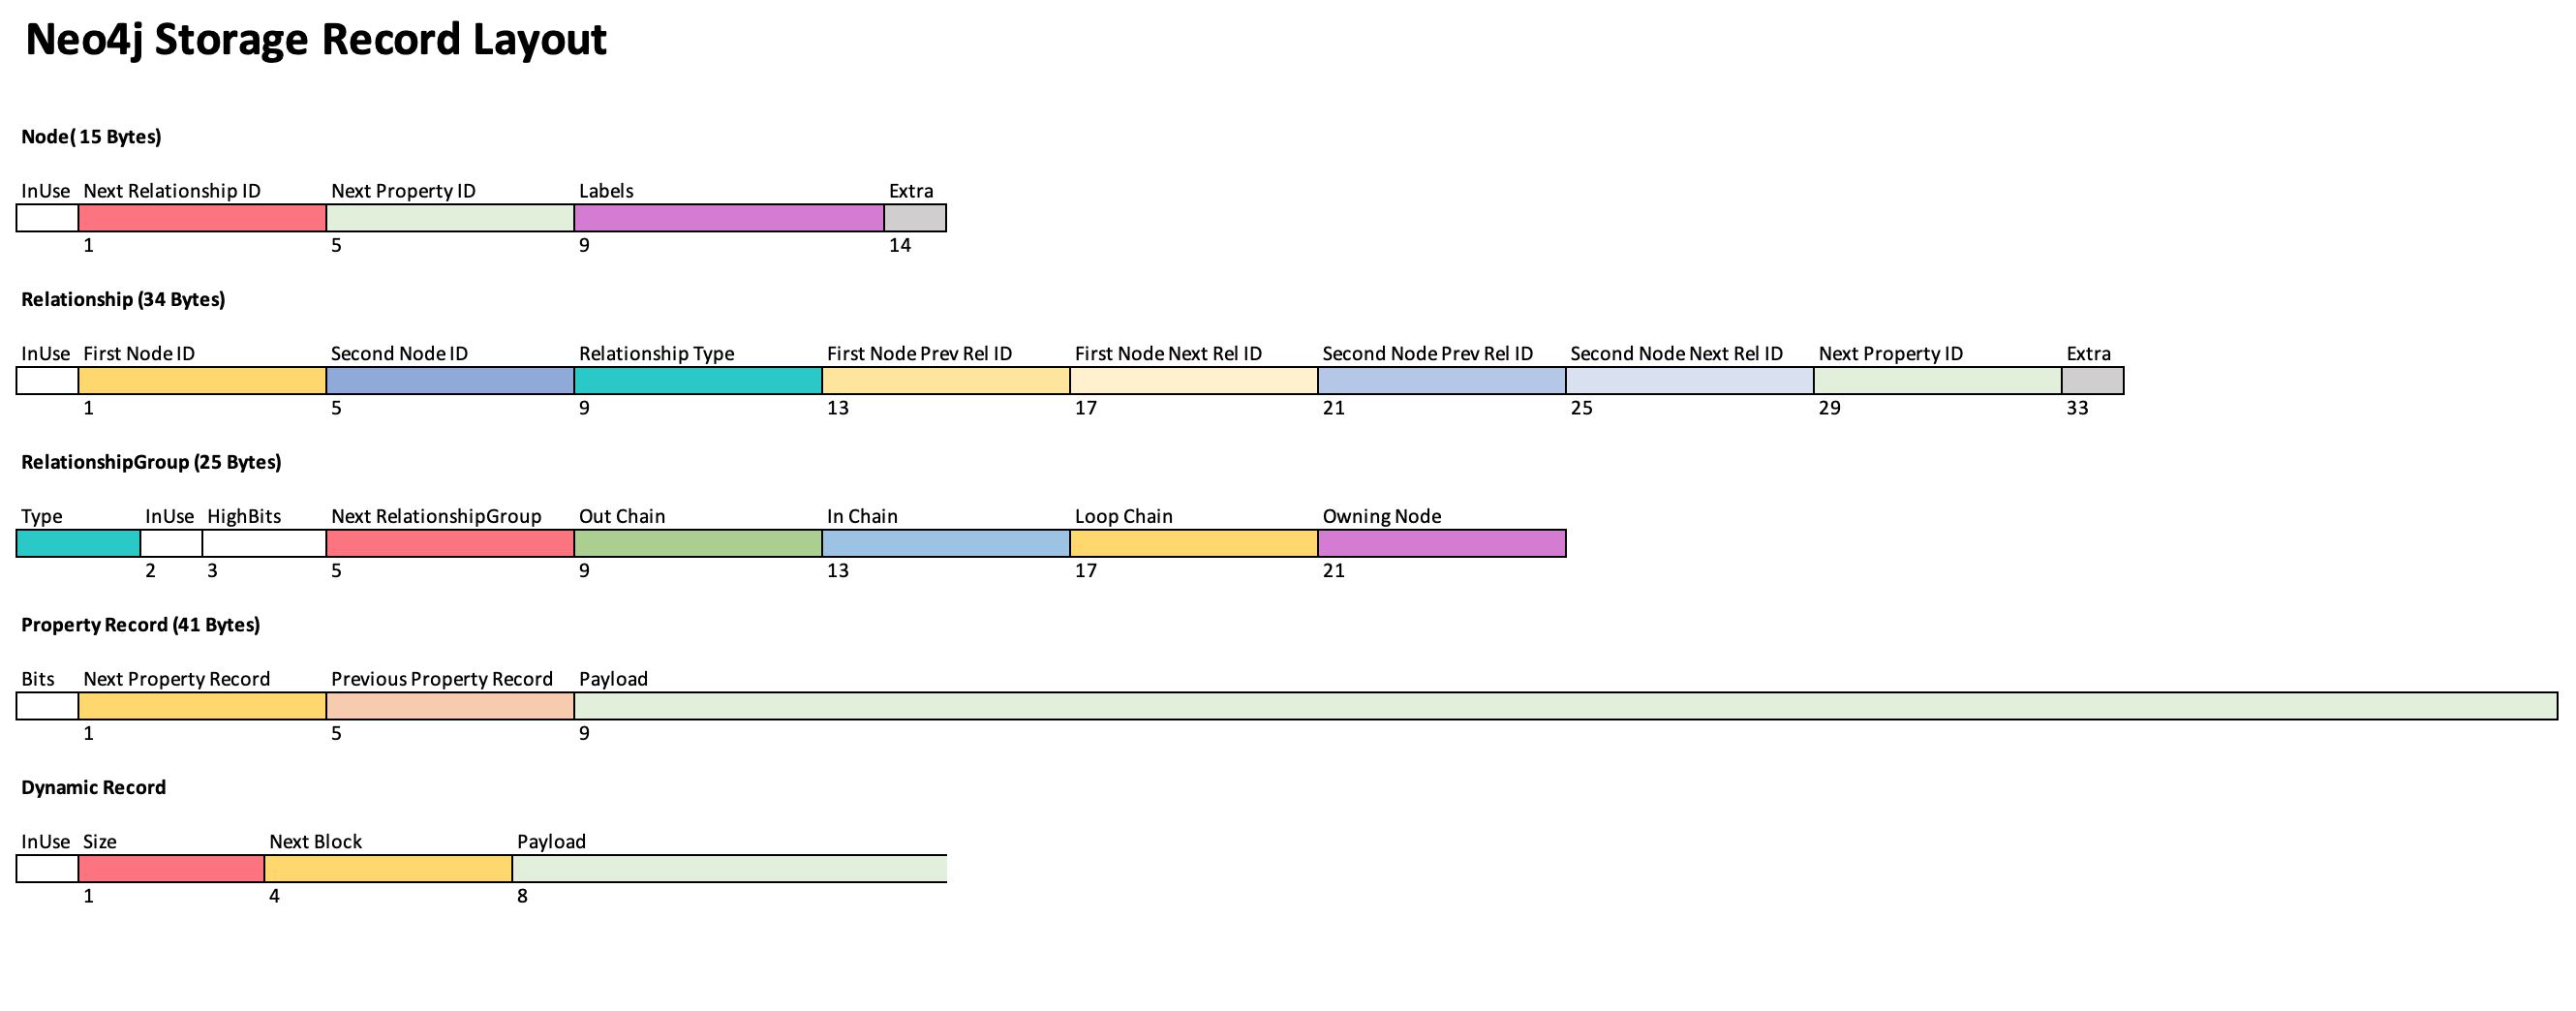 Neo4j Storage Record Layout
Node( 15 Bytes)
InUse Next Relationship ID Next Property ID Labels Extra
1 5 9 14
Relationship (34 Bytes)
InUse First Node ID Second Node ID Relationship Type First Node Prev Rel ID First Node Next Rel ID Second Node Prev Rel ID Second Node Next Rel ID Next Property ID Extra
1 5 9 13 17 21 25 29 33
RelationshipGroup (25 Bytes)
Type InUse HighBits Next RelationshipGroup Out Chain In Chain Loop Chain Owning Node
2 3 5 9 13 17 21
Property Record (41 Bytes)
Bits Next Property Record Previous Property Record Payload
1 5 9
Dynamic Record
InUse Size Next Block Payload
1 4 8